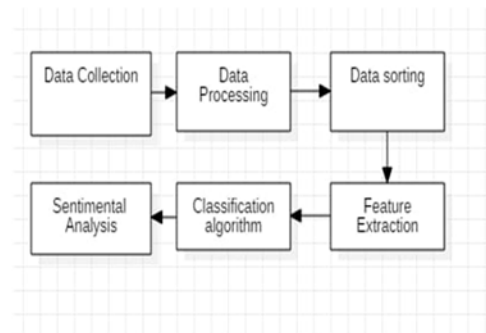 Data Collection
Data
Processing
Data sorting
Feature
Extraction
Classification
algorithm
Sentimental
Analysis